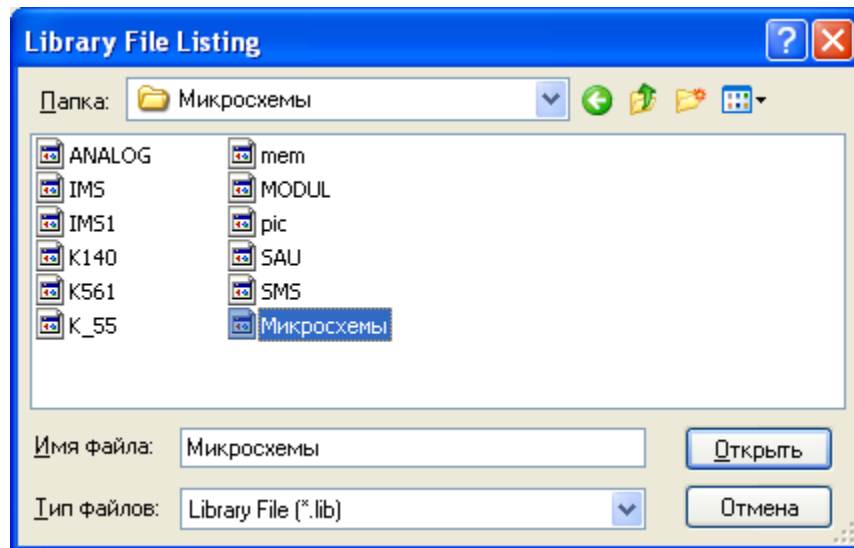 Library File Listing
Папка: Микросхемы
ANALOG
IMS
IMS1
K140
K561
K_55
mem
MODUL
pic
SAU
SMS
Микросхемы
Имя файла: Микросхемы
Открыть
Тип файлов: Library File (*.lib)
Отмена